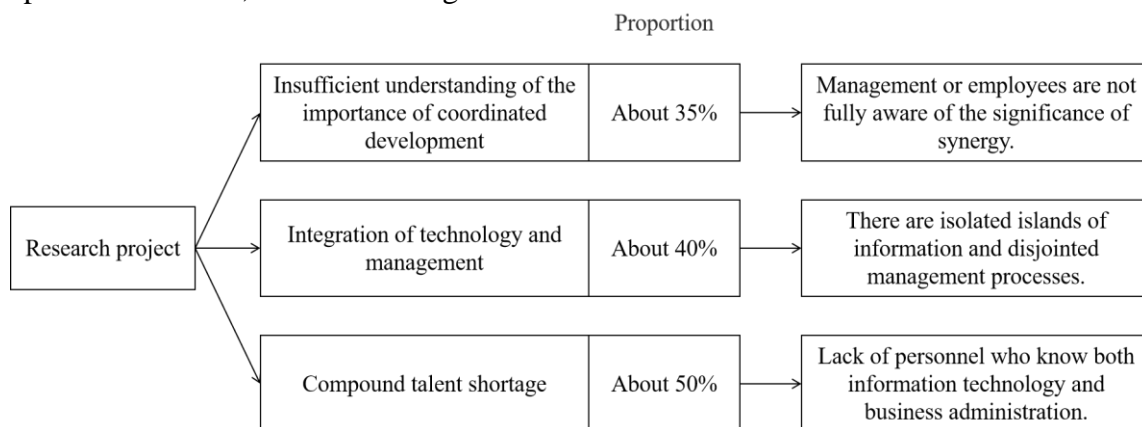 Proportion
Insufficient understanding of the
importance of coordinated
development
About 35%
Management or employees are not
fully aware of the significance of
synergy.
Research project
Integration of technology and
management
About 40%
There are isolated islands of
information and disjointed
management processes.
Compound talent shortage
About 50%
Lack of personnel who know both
information technology and
business administration.